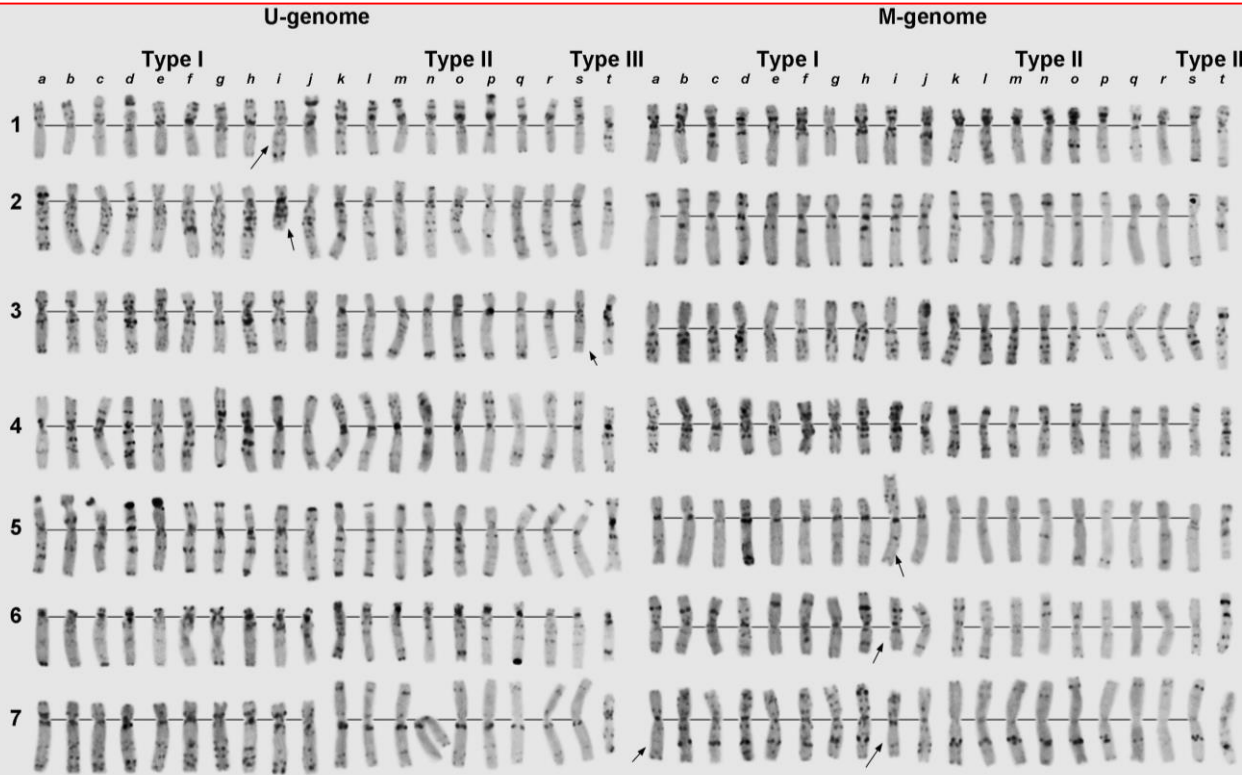 U-genome M-genome
Type I Type II Type III Type I Type II Type II
a b c d e f g h i j k l m n o p q r s t a b c d e f g h i j k l m n o p q r s t
1
2
3
4
5
6
7